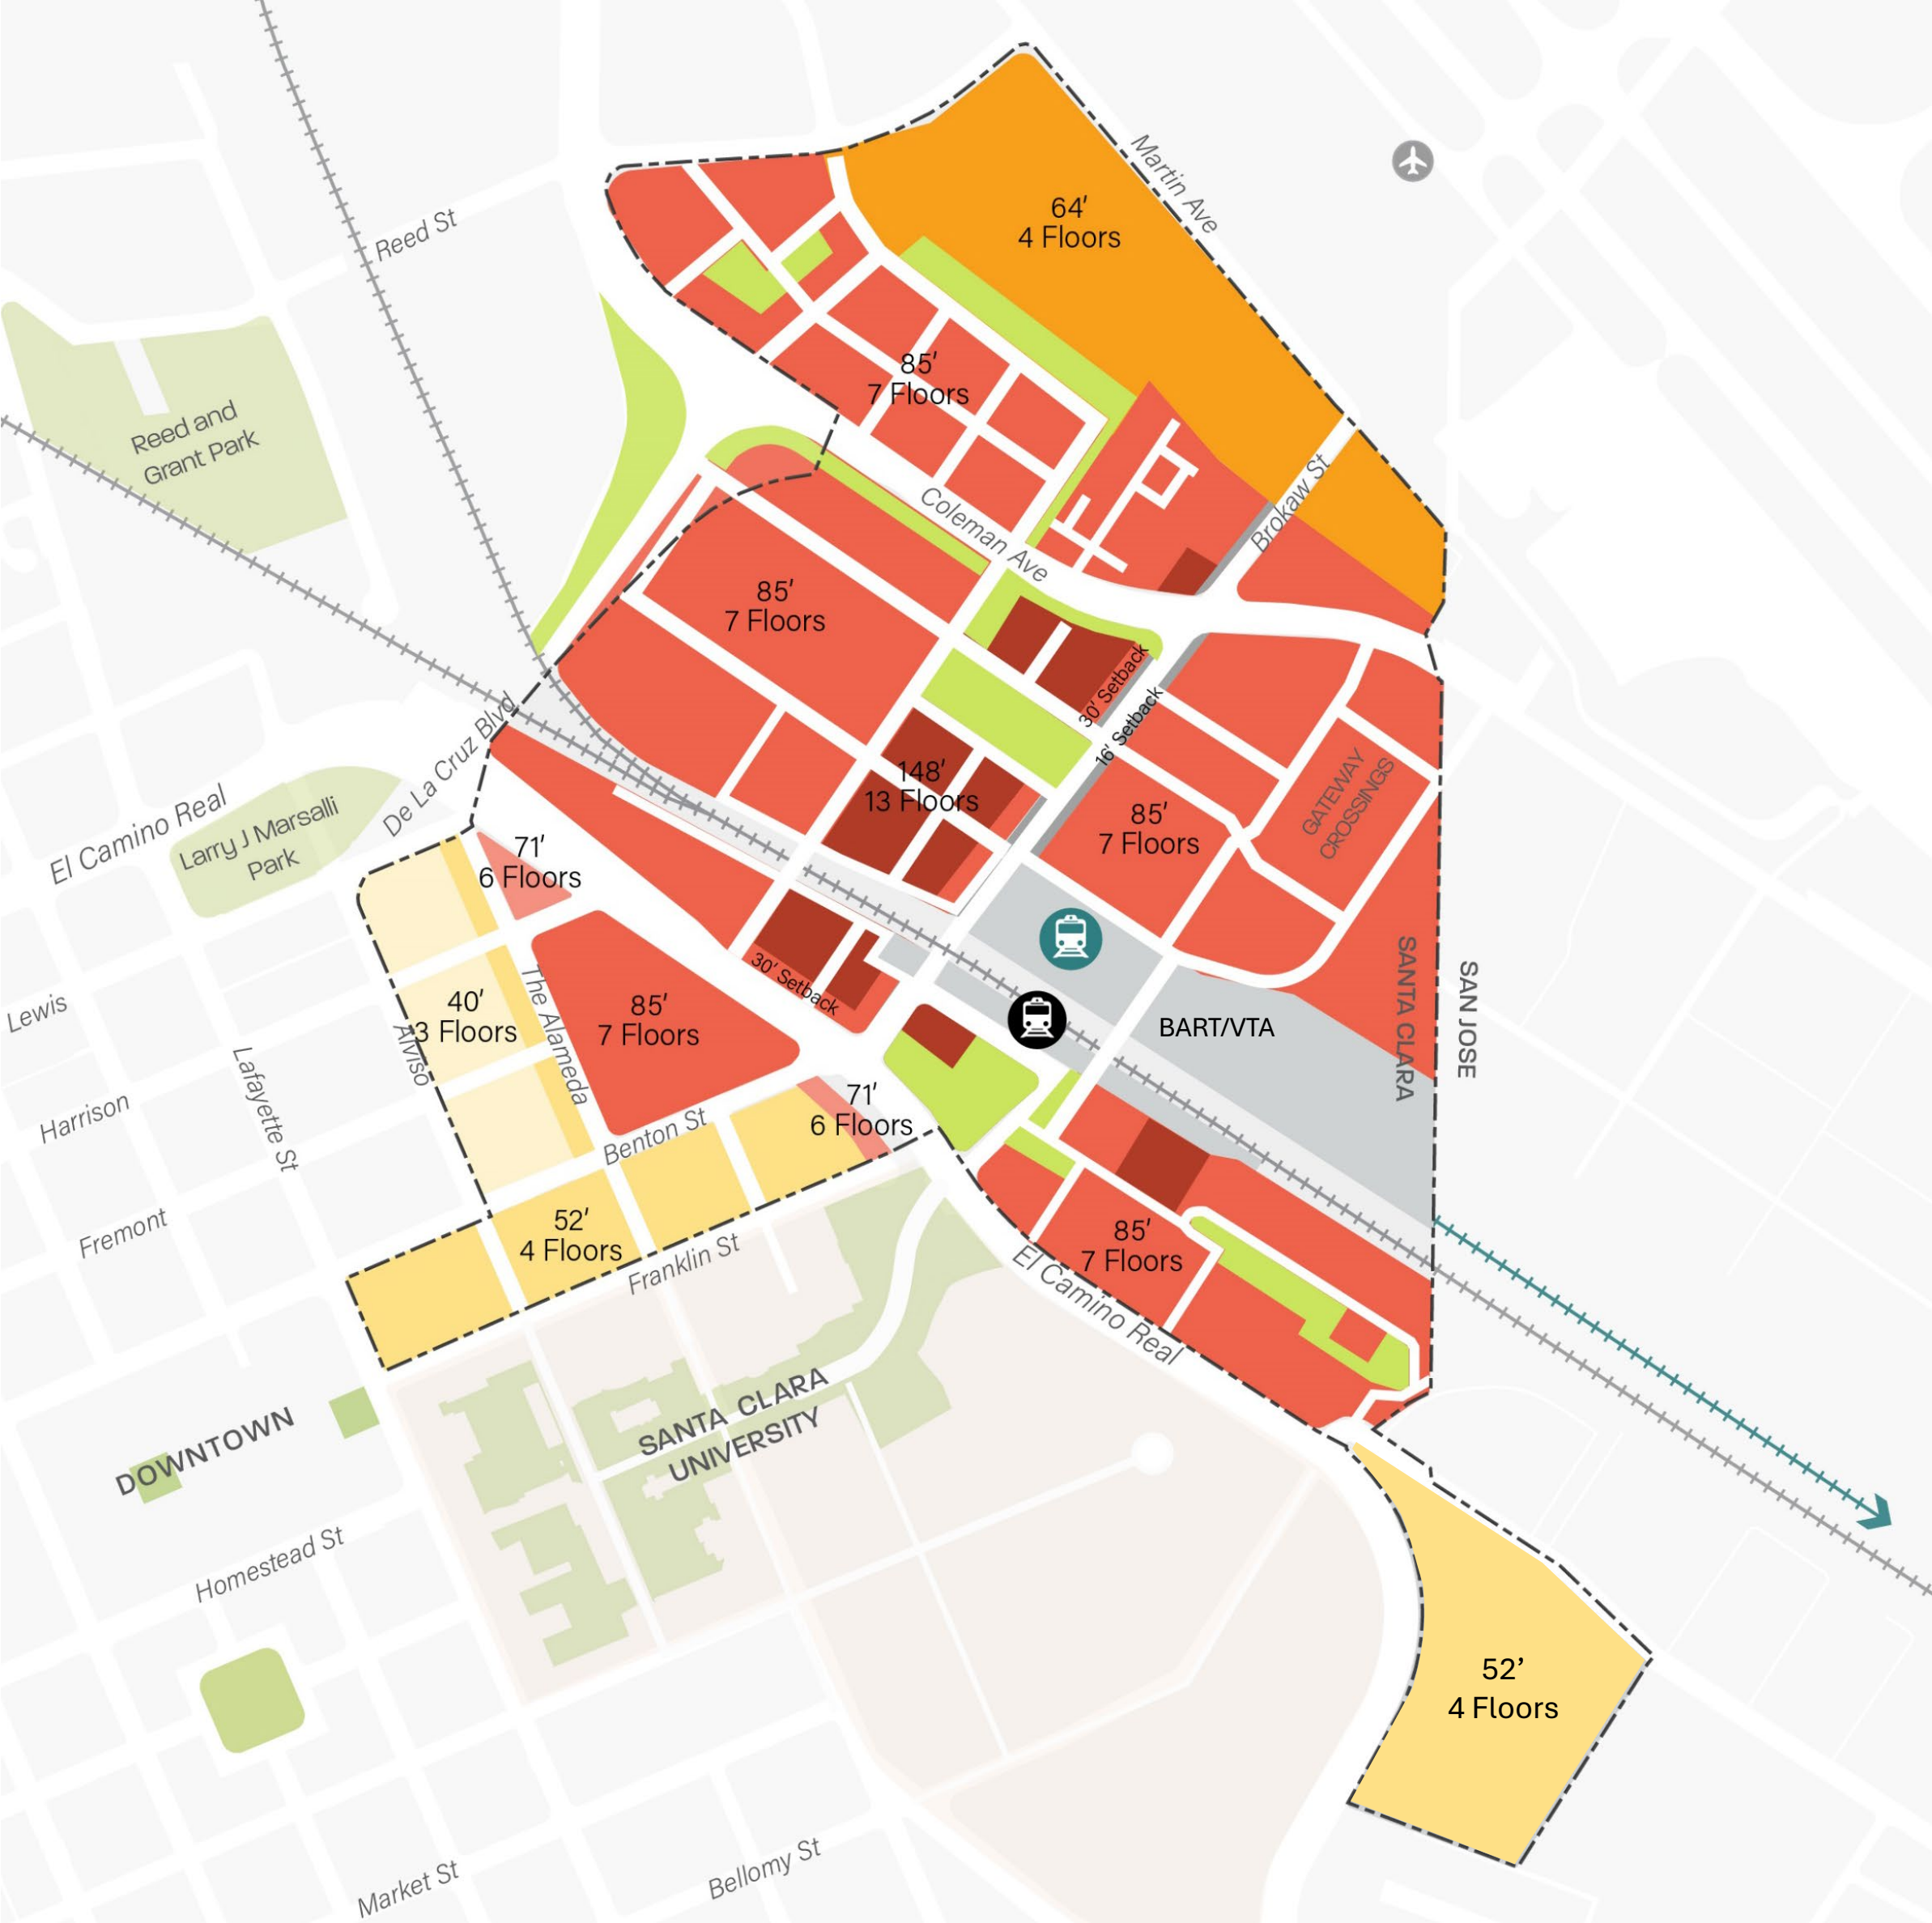 Martin Ave
Reed St
64′
4 Floors
Reed and
Grant Park
85′
7 Floors
Brokaw St
Coleman Ave
85′
7 Floors
30′ Setback
16′ Setback
De La Cruz Blvd
GATEWAY
CROSSINGS
148′
13 Floors
85′
7 Floors
El Camino Real
Larry J Marsalli
Park
71′
6 Floors
30′ Setback
SANTA CLARA
SAN JOSE
40′
3 Floors
The Alameda
85′
7 Floors
BART/VTA
Lewis
Alviso
Lafayette St
Harrison
71′
6 Floors
Benton St
Fremont
52′
4 Floors
Franklin St
85′
7 Floors
El Camino Real
SANTA CLARA
UNIVERSITY
DOWNTOWN
Homestead St
52’
4 Floors
Market St
Bellomy St